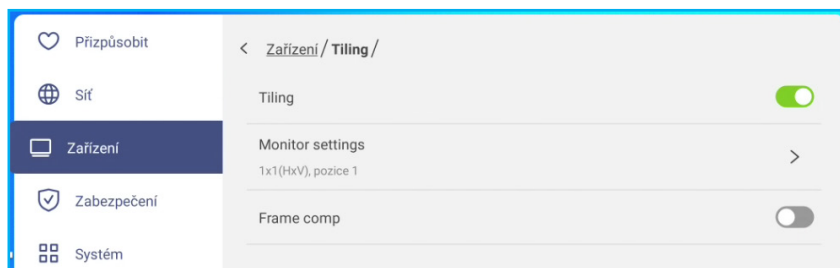 Přizpůsobit
Síť
Zařízení
Zabezpečení
Systém
Zařízení/Tiling/
Tiling
Monitor settings
1x1(HxV), pozice 1
Frame comp